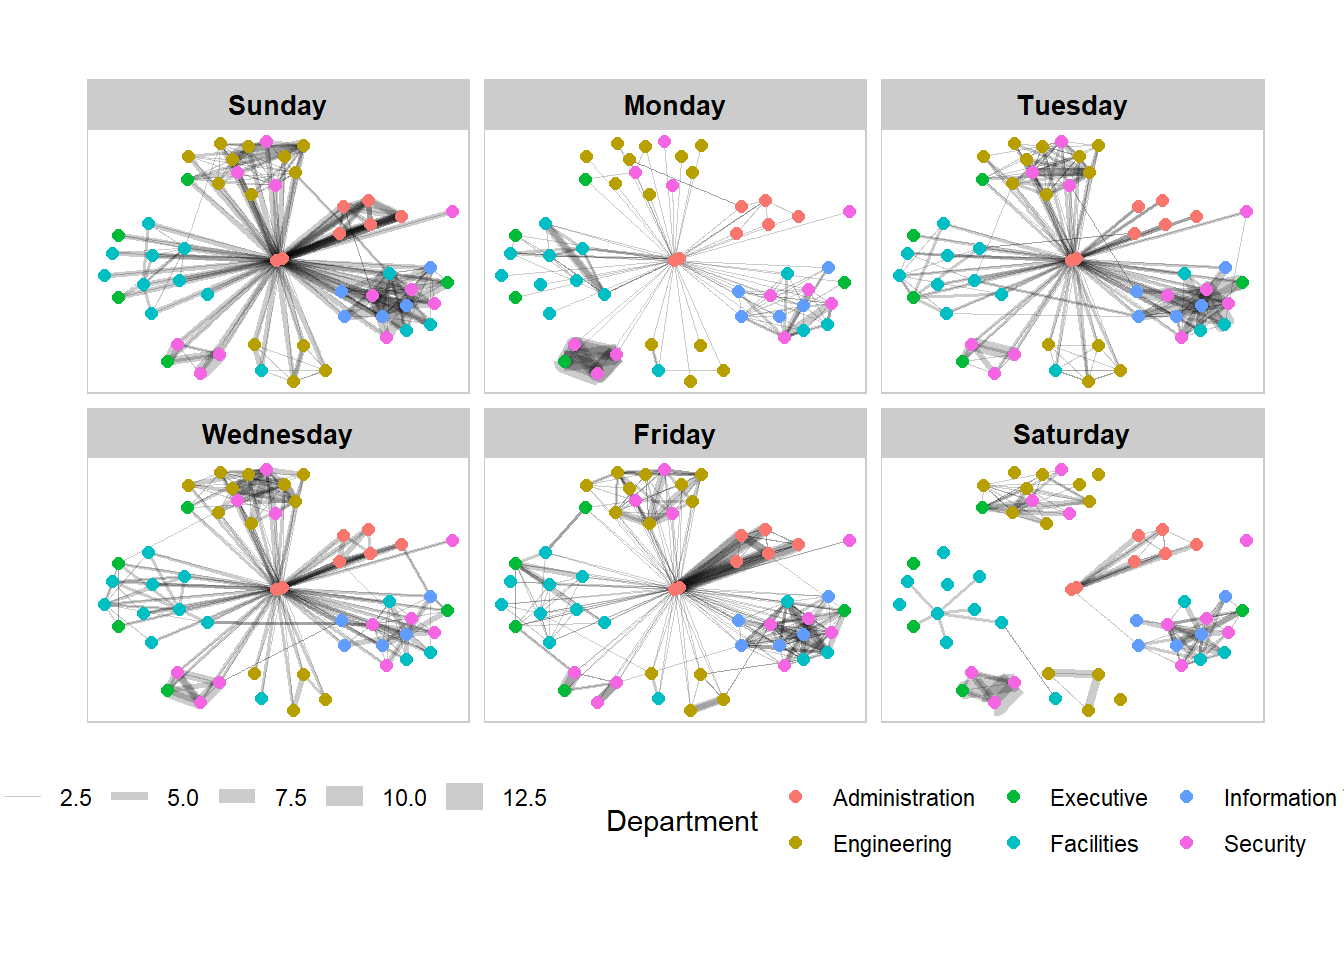 Sunday
Monday
Tuesday
Wednesday
Friday
Saturday
2.5 5.0 7.5 10.0 12.5
Department
Administration Executive Information
Engineering Facilities Security